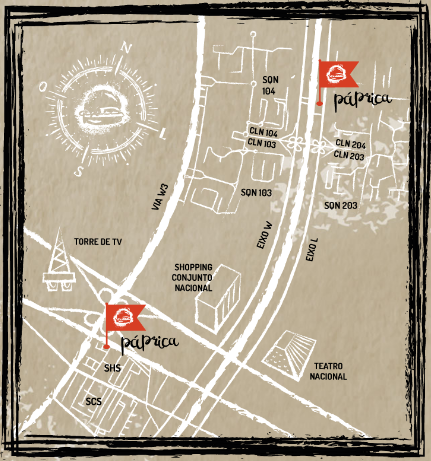 N
O
L
S
SQN
104
páprica
CLN 104
CLN 103
CLN 204
CLN 203
SQN 103
SQN 203
VIA W3
EIXO W
EIXO L
TORRE DE TV
SHOPPING
CONJUNTO
NACIONAL
páprica
SHS
SCS
TEATRO
NACIONAL